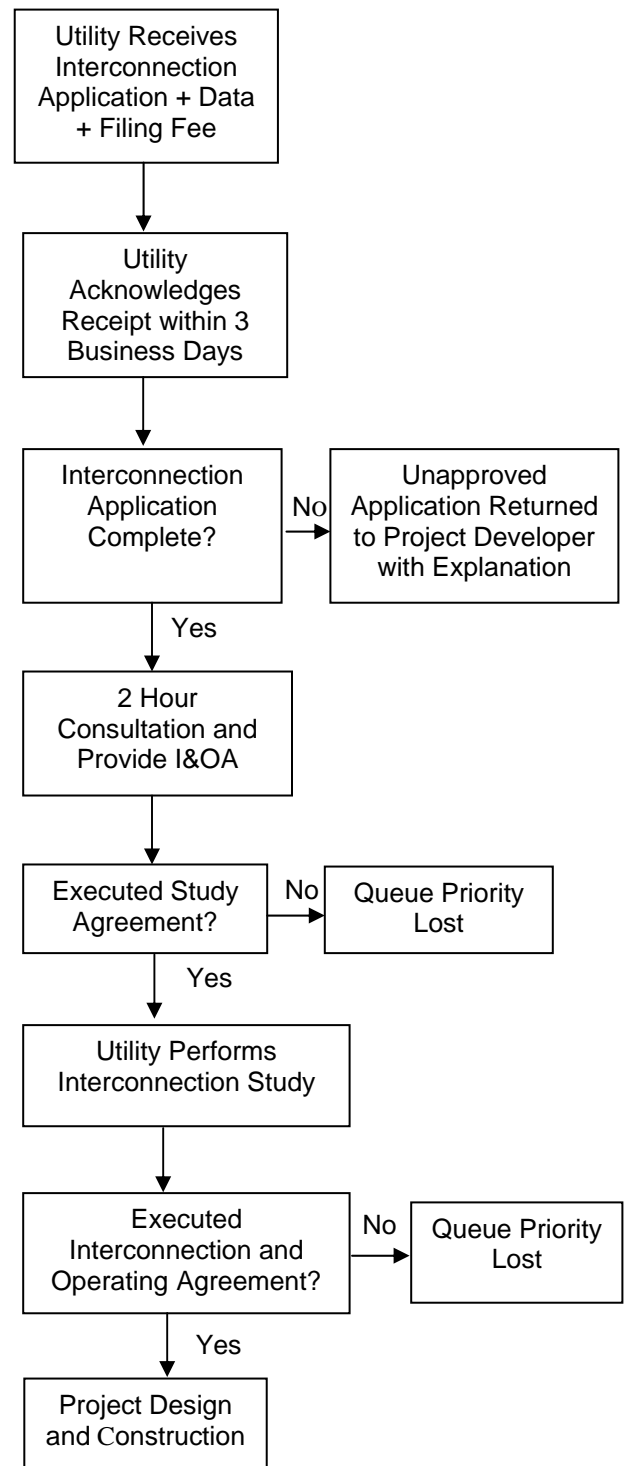 Utility Receives
Interconnection
Application + Data
+ Filing Fee
Utility
Acknowledges
Receipt within 3
Business Days
Interconnection
Application
Complete?
No
Unapproved
Application Returned
to Project Developer
with Explanation
Yes
2 Hour
Consultation and
Provide I&OA
Executed Study
Agreement?
No
Queue Priority
Lost
Yes
Utility Performs
Interconnection Study
Executed
Interconnection and
Operating Agreement?
No
Queue Priority
Lost
Yes
Project Design
and Construction